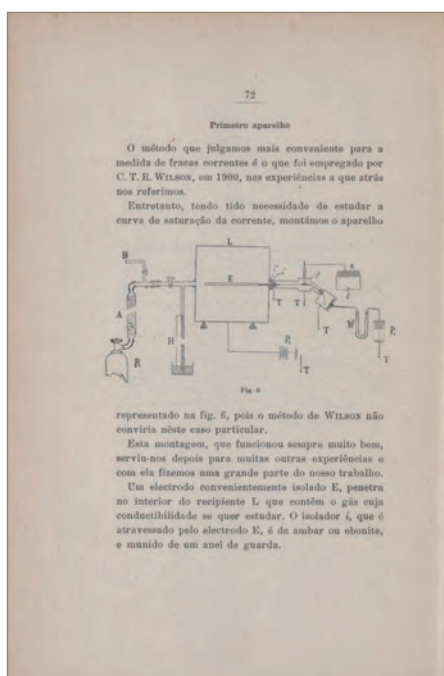 72
Primeiro aparelho
O método que julgamos mais conveniente para a
medida de fracas correntes é o que foi empregado por
C. T. R. WILSON, em 1900, nas experiências a que atrás
nos referimos.
Entretanto, tendo tido necessidade de estudar a
curva de saturação da corrente, montámos o aparelho
L
B
E
A
T
T
H
W
T
P
R
P
T
T
Fig 6
representado na fig. 6, pois o método de WILSON não
conviria nêste caso particular.
Esta montagem, que funcionou sempre muito bem,
serviu-nos depois para muitas outras experiências e
com ela fizemos uma grande parte do nosso trabalho.
Um electrodo convenientemente isolado E, penetra
no interior do recipiente L que contêm o gás cuja
conductibilidade se quer estudar. O isolador i, que é
atravessado pelo electrodo E, é de ambar ou ebonite,
e munido de um anel de guarda.